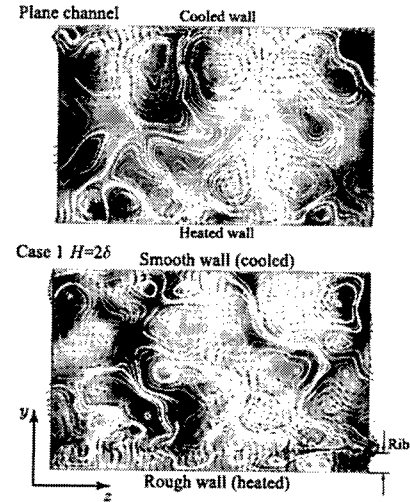 Plane channel
Cooled wall
Heated wall
Case 1 H=2δ
Smooth wall (cooled)
y
Rib
z
Rough wall (heated)